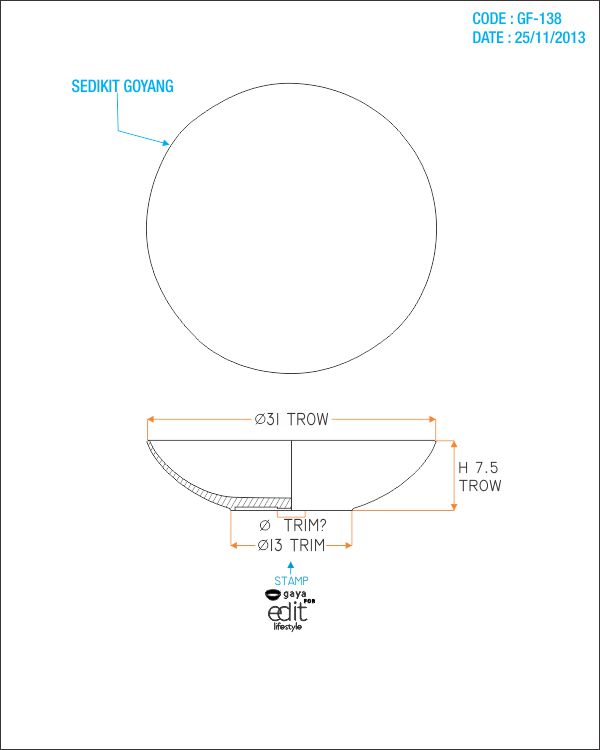 CODE : GF-138
DATE : 25/11/2013
SEDIKIT GOYANG
Ø31 TROW
H 7.5
TROW
Ø TRIM?
Ø13 TRIM
STAMP
gaya
FOR
edit
lifestyle